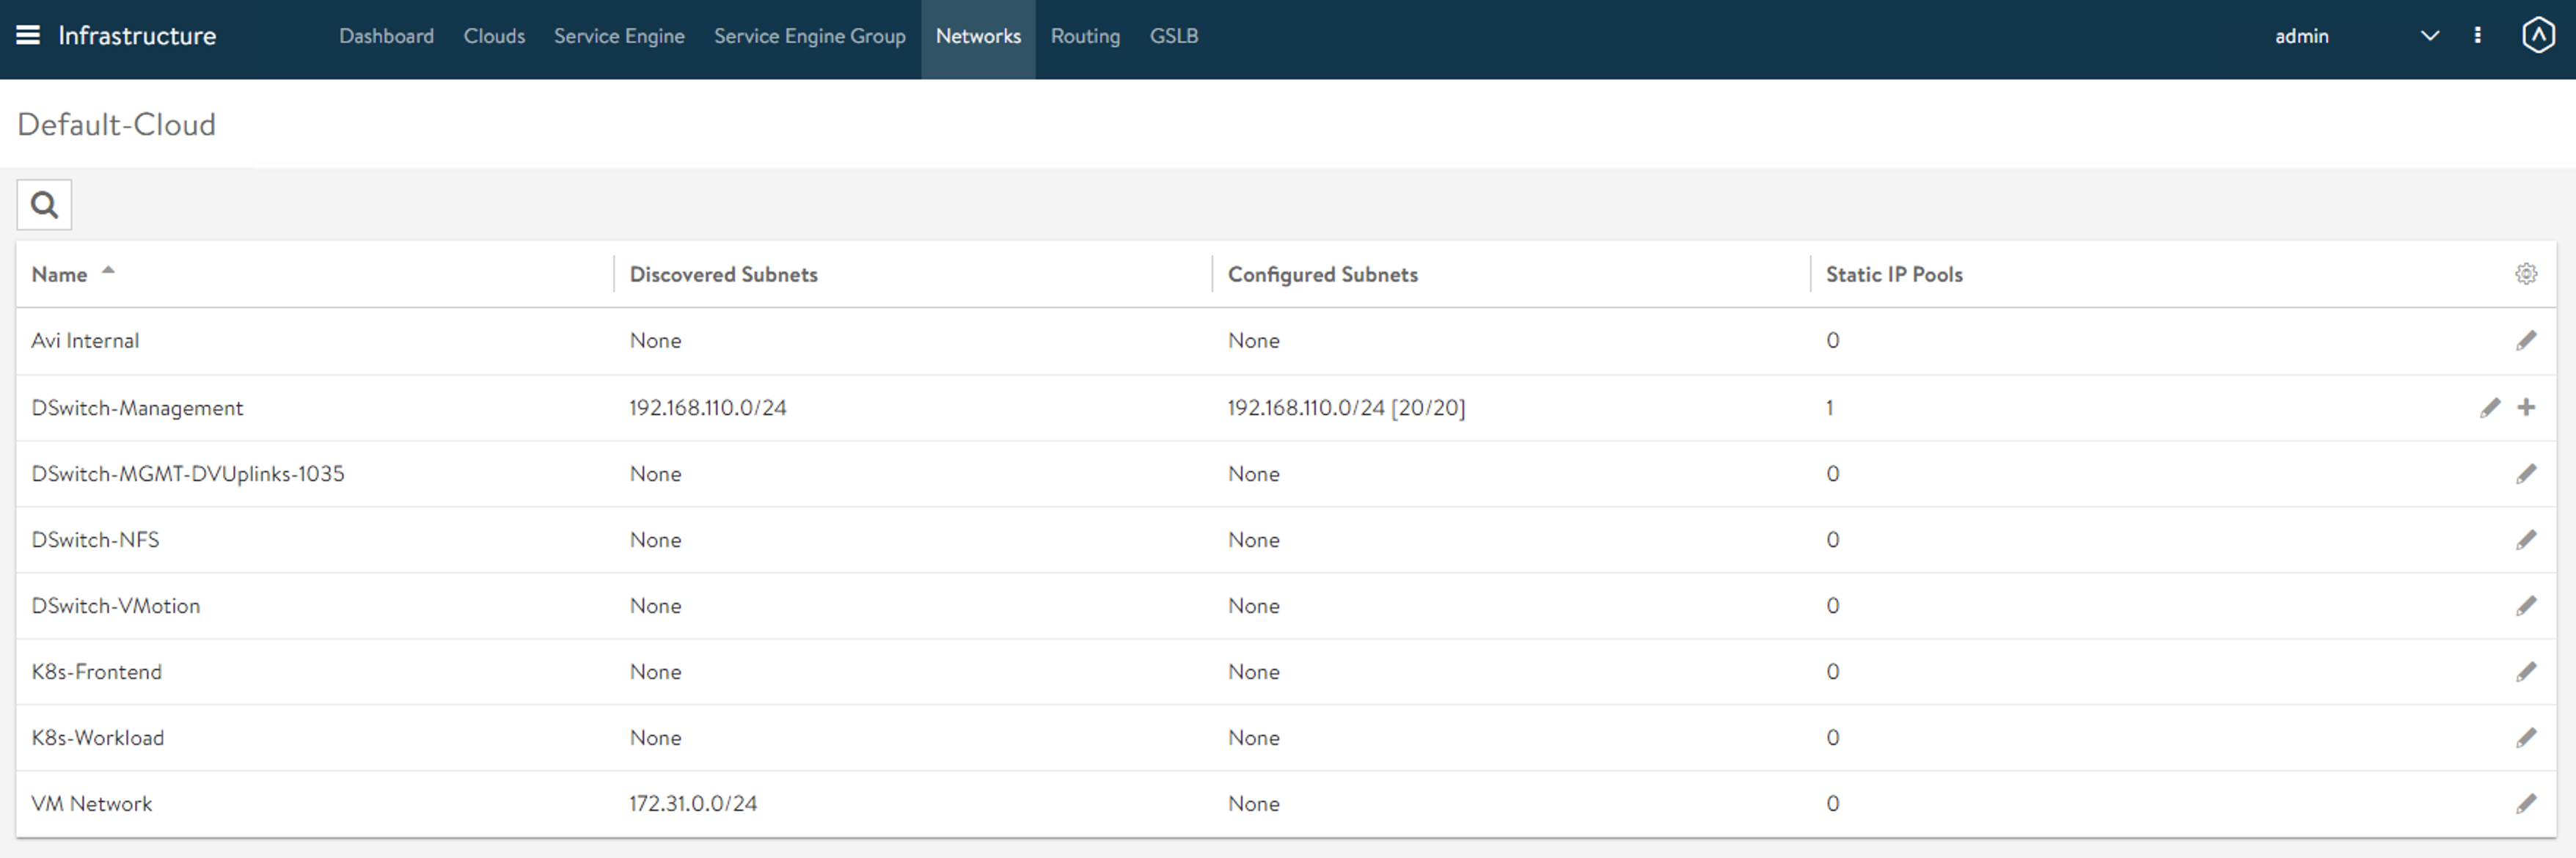 Infrastructure Dashboard Clouds Service Engine Service Engine Group Networks Routing GSLB admin
Default-Cloud
Name Discovered Subnets Configured Subnets Static IP Pools
Avi Internal None None 0
DSwitch-Management 192.168.110.0/24 192.168.110.0/24 [20/20] 1
DSwitch-MGMT-DVUplinks-1035 None None 0
DSwitch-NFS None None 0
DSwitch-VMotion None None 0
K8s-Frontend None None 0
K8s-Workload None None 0
VM Network 172.31.0.0/24 None 0